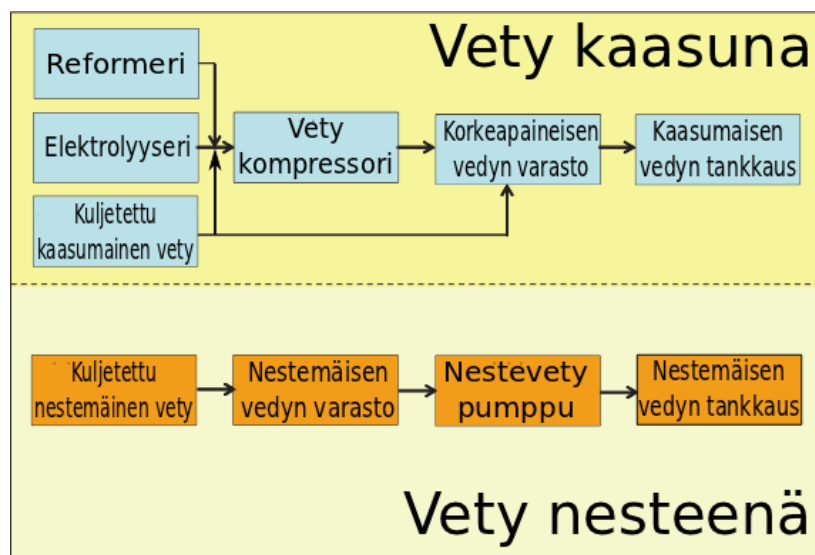 Vety kaasuna
Reformeri
Elektrolyyseri
Kuljetettu
kaasumainen vety
Vety
kompressori
Korkeapaineisen
vedyn varasto
Kaasumaisen
vedyn tankkaus
Kuljetettu
nestemäinen vety
Nestemäisen
vedyn varasto
Nestevety
pumppu
Nestemäisen
vedyn tankkaus
Vety nesteenä